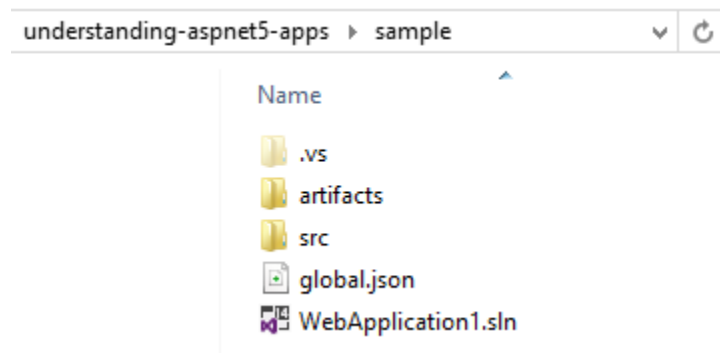 understanding-aspnet5-apps sample
Name
.vs
artifacts
src
global.json
WebApplication1.sln